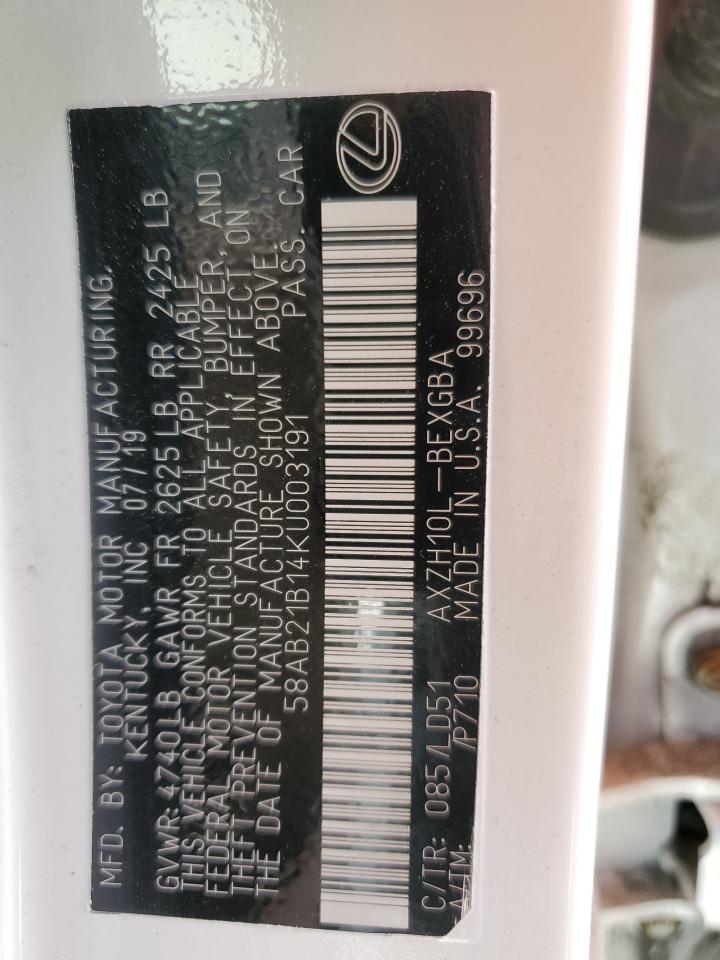 MFD. BY: TOYOTA MOTOR MANUFACTURING,
KENTUCKY, INC 07/19
GVWR 4740LB GAWR FR 2625LB RR 2425 LB
THIS VEHICLE CONFORMS TO ALL APPLICABLE
FEDERAL MOTOR VEHICLE SAFETY, BUMPER, AND
THEFT PREVENTION STANDARDS IN EFFECT ON
THE DATE OF MANUFACTURE SHOWN ABOVE.
58AB21B14KU003191 PASS. CAR
C/TR: 085/LD51 AXZH10L-BEXGBA
A/TM: /P710 MADE IN U.S.A. 99696